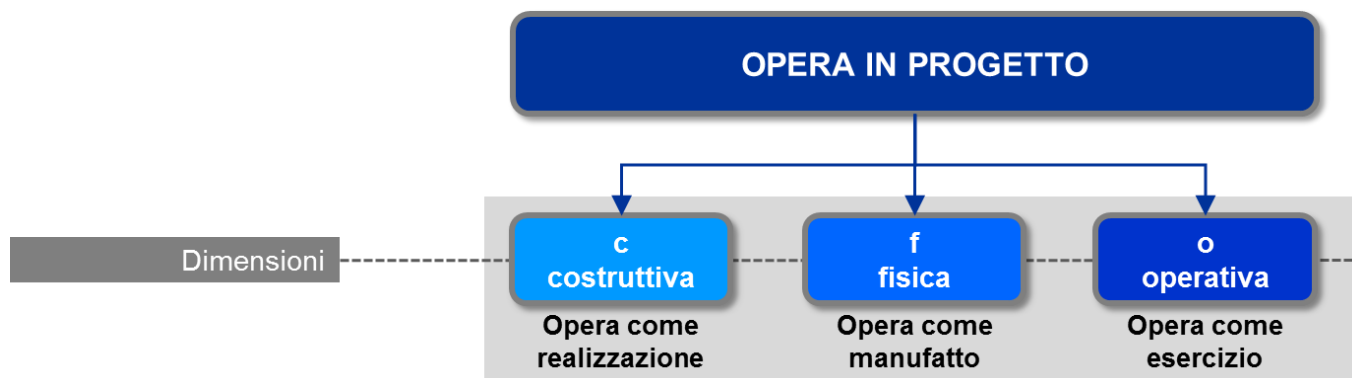 OPERA IN PROGETTO
Dimensioni
c
costruttiva
f
fisica
o
operativa
Opera come
realizzazione
Opera come
manufatto
Opera come
esercizio